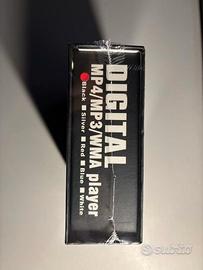 DIGITAL
MP4/MP3/WMA player
Black Silver Red Blue White
subito